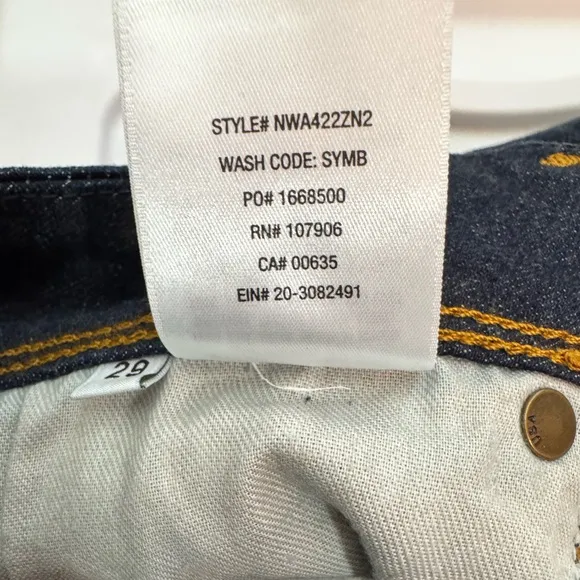 STYLE# NWA422ZN2
WASH CODE: SYMB
PO# 1668500
RN# 107906
CA# 00635
EIN# 20-3082491
29
USA